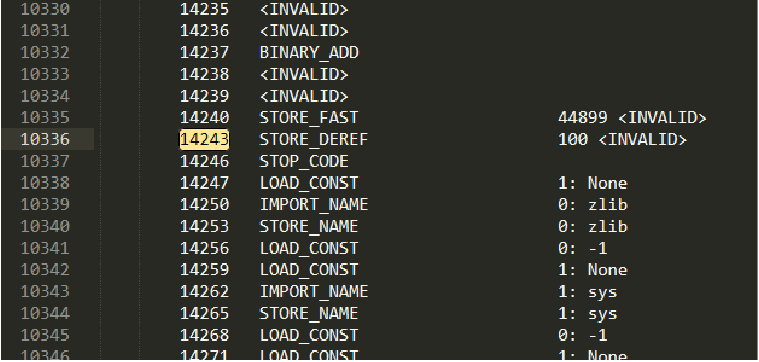 10330 14235 <INVALID>
10331 14236 <INVALID>
10332 14237 BINARY_ADD
10333 14238 <INVALID>
10334 14239 <INVALID>
10335 14240 STORE_FAST 44899 <INVALID>
10336 14243 STORE_DEREF 100 <INVALID>
10337 14246 STOP_CODE
10338 14247 LOAD_CONST 1: None
10339 14250 IMPORT_NAME 0: zlib
10340 14253 STORE_NAME 0: zlib
10341 14256 LOAD_CONST 0: -1
10342 14259 LOAD_CONST 1: None
10343 14262 IMPORT_NAME 1: sys
10344 14265 STORE_NAME 1: sys
10345 14268 LOAD_CONST 0: -1
10346 14271 LOAD_CONST 1: None